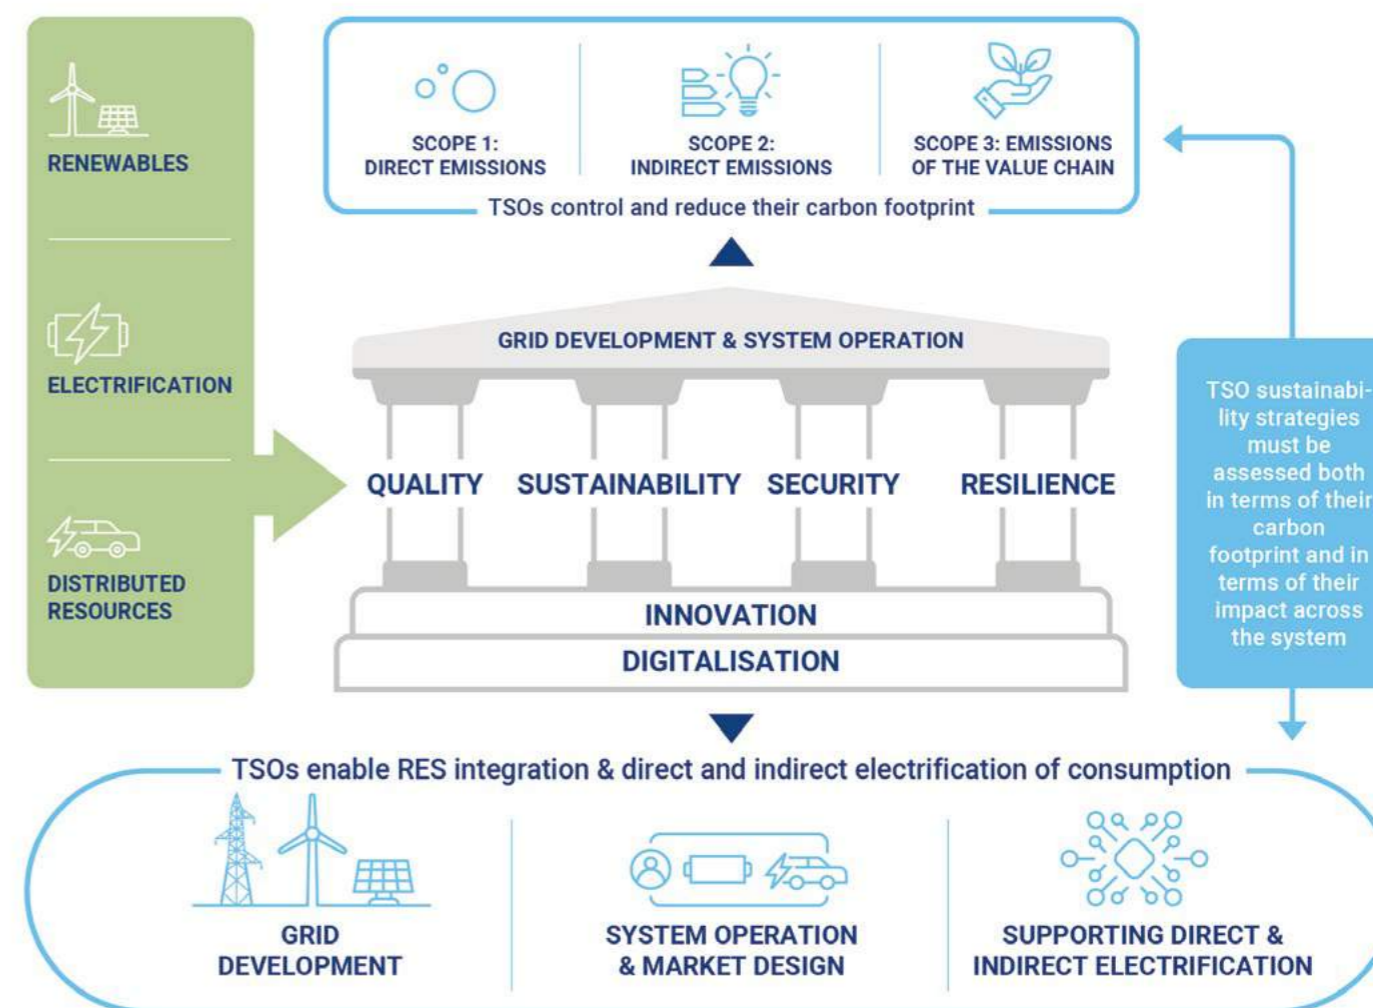 RENEWABLES
ELECTRIFICATION
DISTRIBUTED
RESOURCES
SCOPE 1:
DIRECT EMISSIONS
SCOPE 2:
INDIRECT EMISSIONS
SCOPE 3: EMISSIONS
OF THE VALUE CHAIN
TSOs control and reduce their carbon footprint
GRID DEVELOPMENT & SYSTEM OPERATION
QUALITY
SUSTAINABILITY
SECURITY
RESILIENCE
INNOVATION
DIGITALISATION
TSO sustainabi-
lity strategies
must be
assessed both
in terms of their
carbon
footprint and in
terms of their
impact across
the system
TSOs enable RES integration & direct and indirect electrification of consumption
GRID
DEVELOPMENT
SYSTEM OPERATION
& MARKET DESIGN
SUPPORTING DIRECT &
INDIRECT ELECTRIFICATION